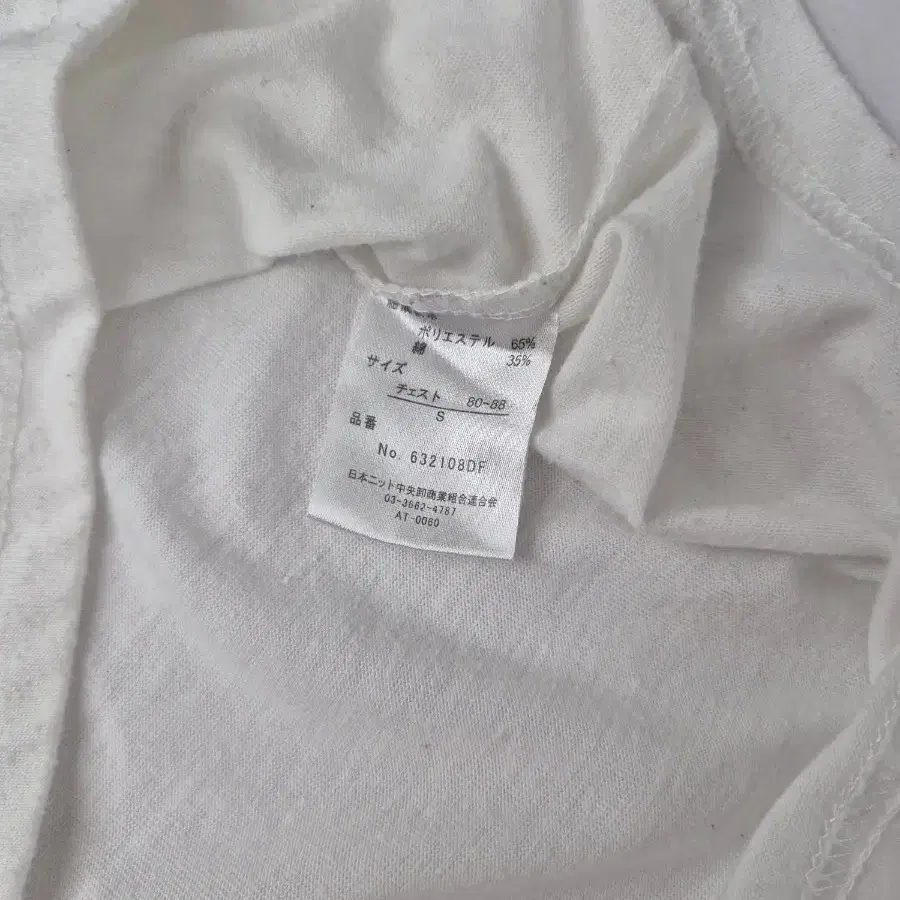 ポリエステル 65%
綿 35%
サイズ
チェスト 80-88
S
品番
No. 632108DF
日本ニット中央卸商業組合連合会
03-3662-4787
AT-0060